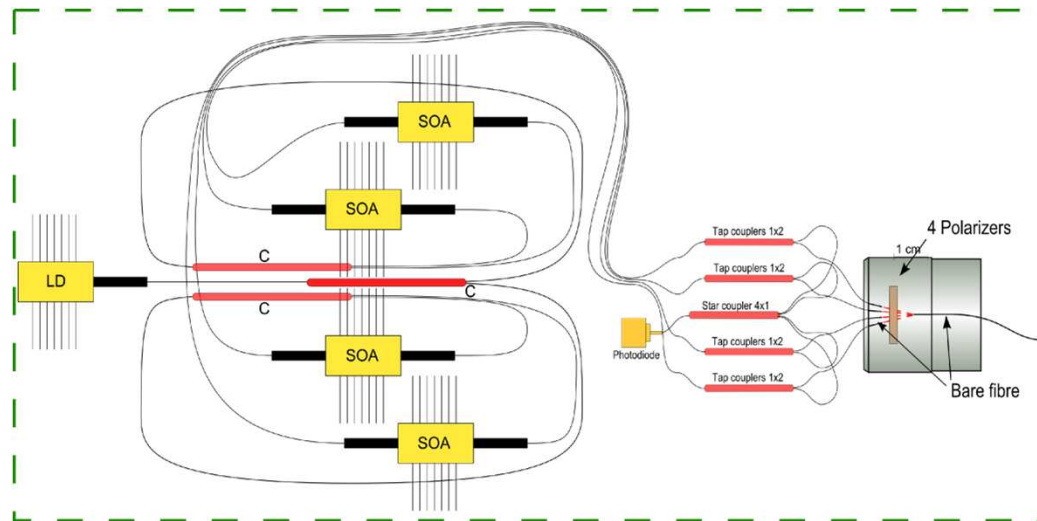 SOA
SOA
C
LD
C
C
SOA
SOA
Tap couplers 1x2
Tap couplers 1x2
Star coupler 4x1
Photodiode
Tap couplers 1x2
Tap couplers 1x2
4 Polarizers
1 cm
Bare fibre